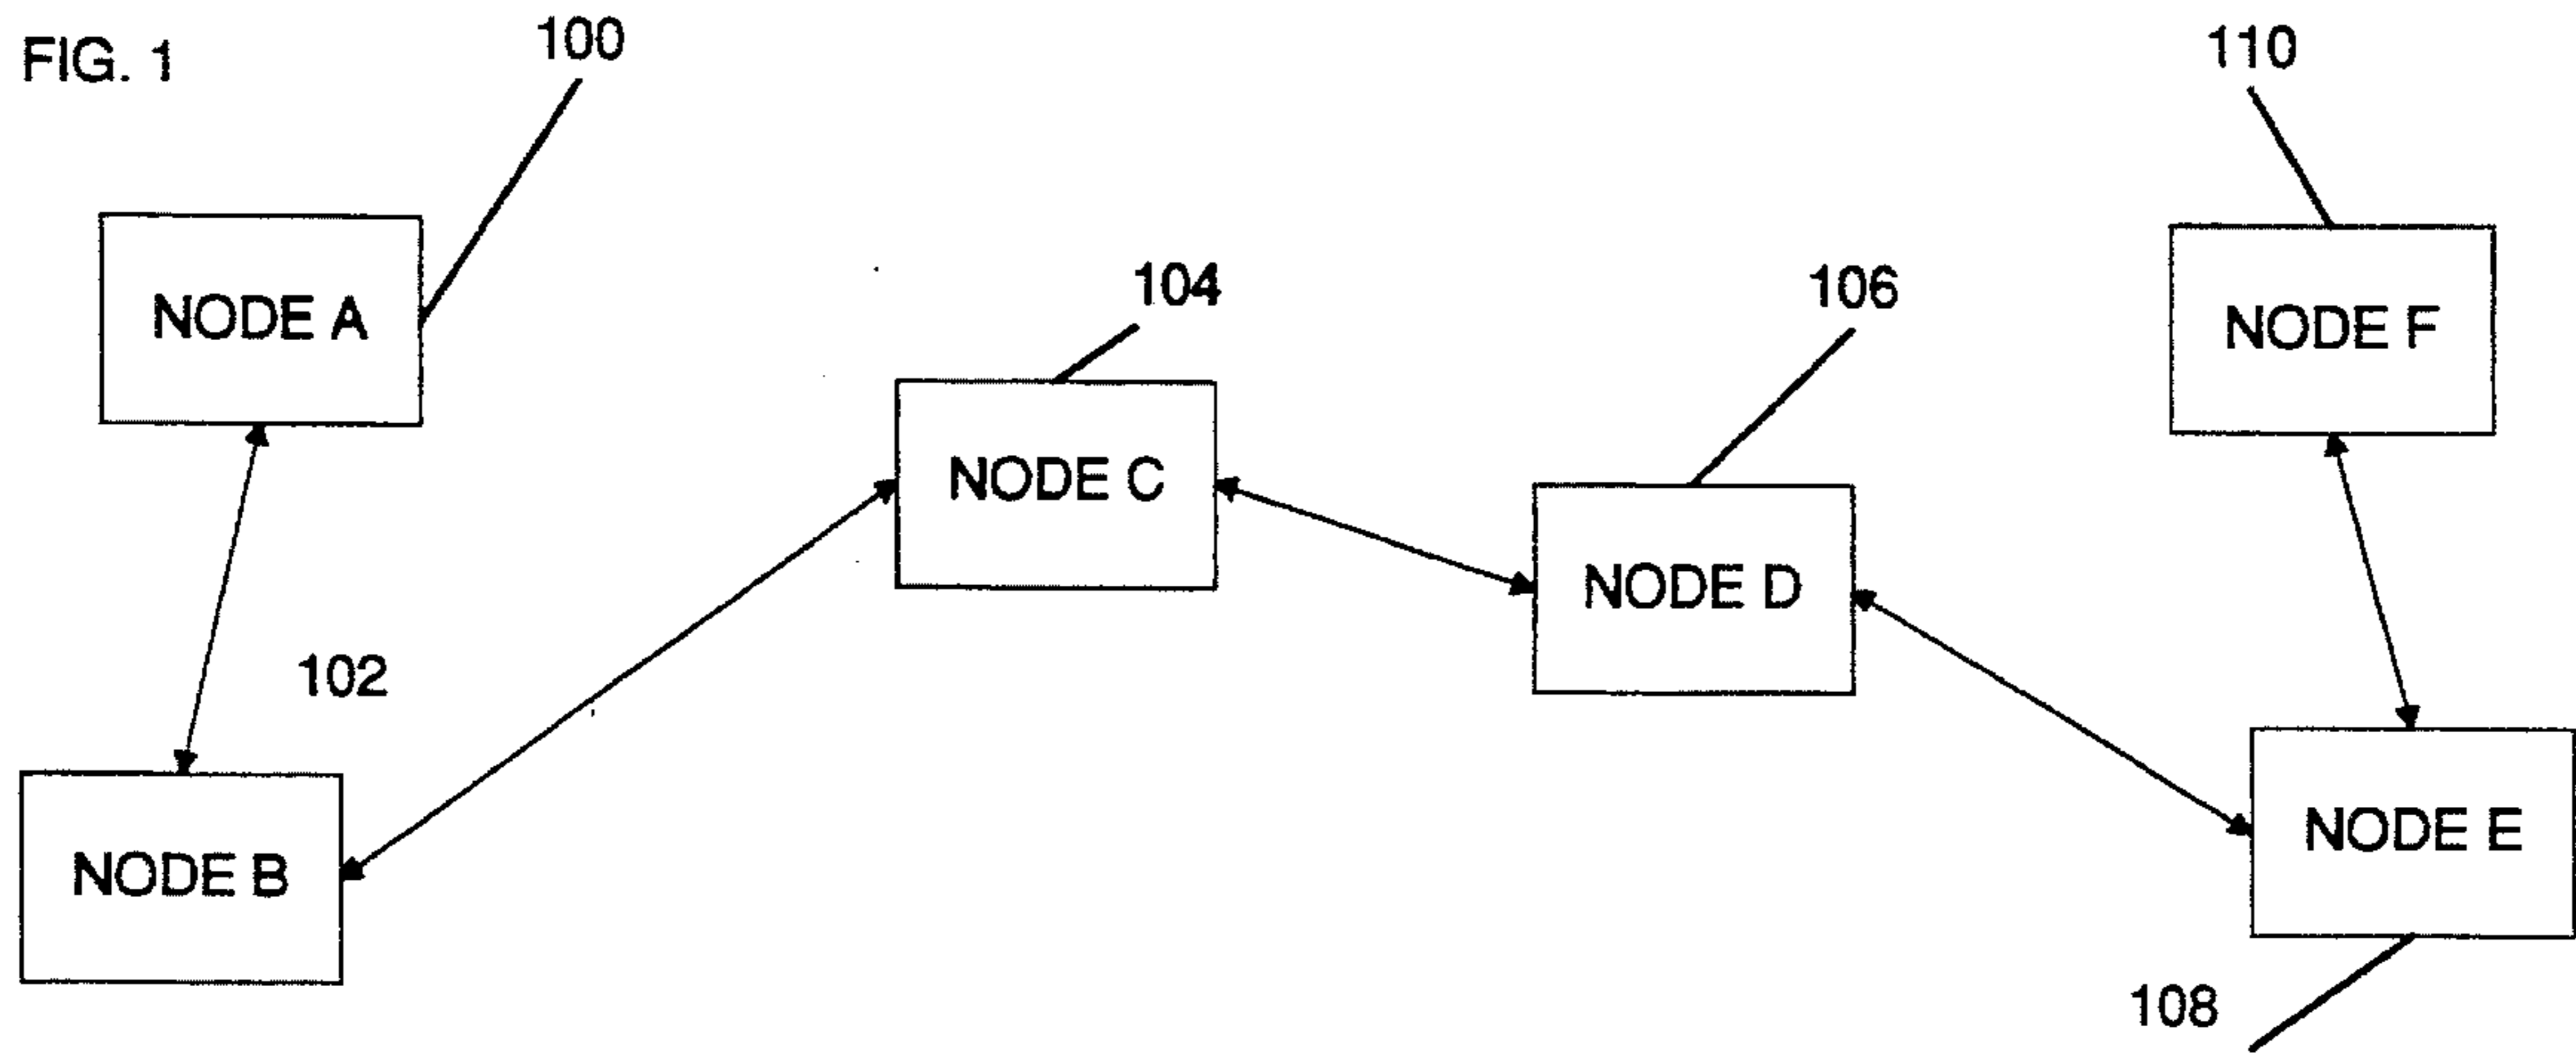 FIG. 1
100
110
NODE A
104
106
NODE F
NODE C
NODE D
102
NODE B
NODE E
108